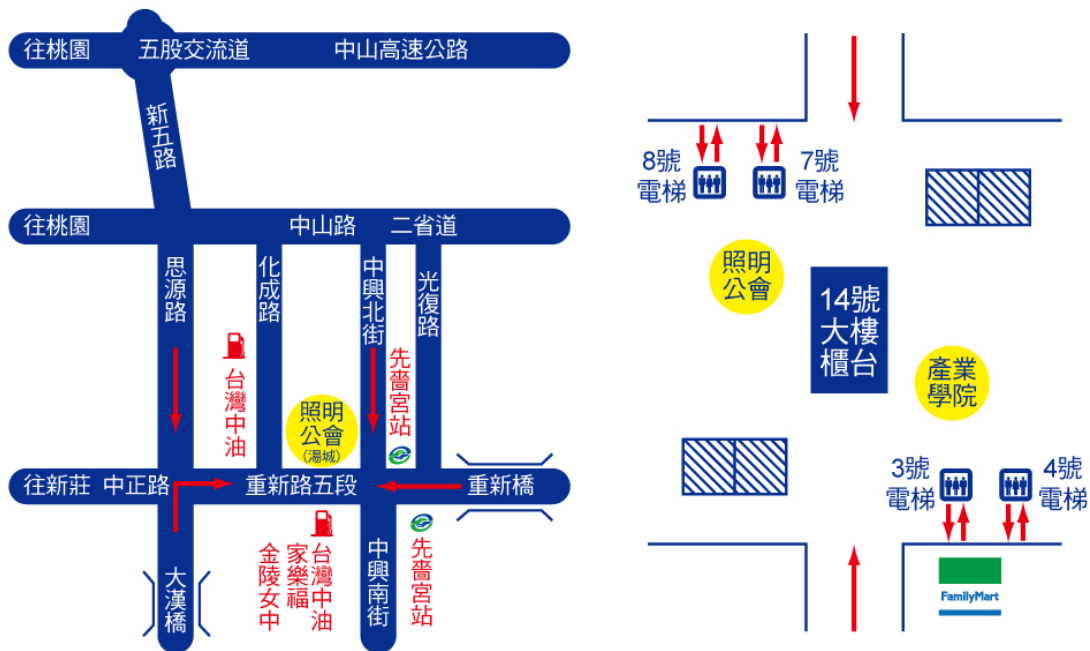 往桃園 五股交流道 中山高速公路
新五路
往桃園 中山路 二省道
思源路
化成路
中興北街
光復路
台灣中油
先嗇宮站
照明
公會
(湯城)
往新莊 中正路 重新路五段 重新橋
大漢橋
金陵女中
家樂福
台灣中油
中興南街
先嗇宮站
8號
電梯
7號
電梯
照明
公會
14號
大樓
櫃台
產業
學院
3號
電梯
4號
電梯
FamilyMart